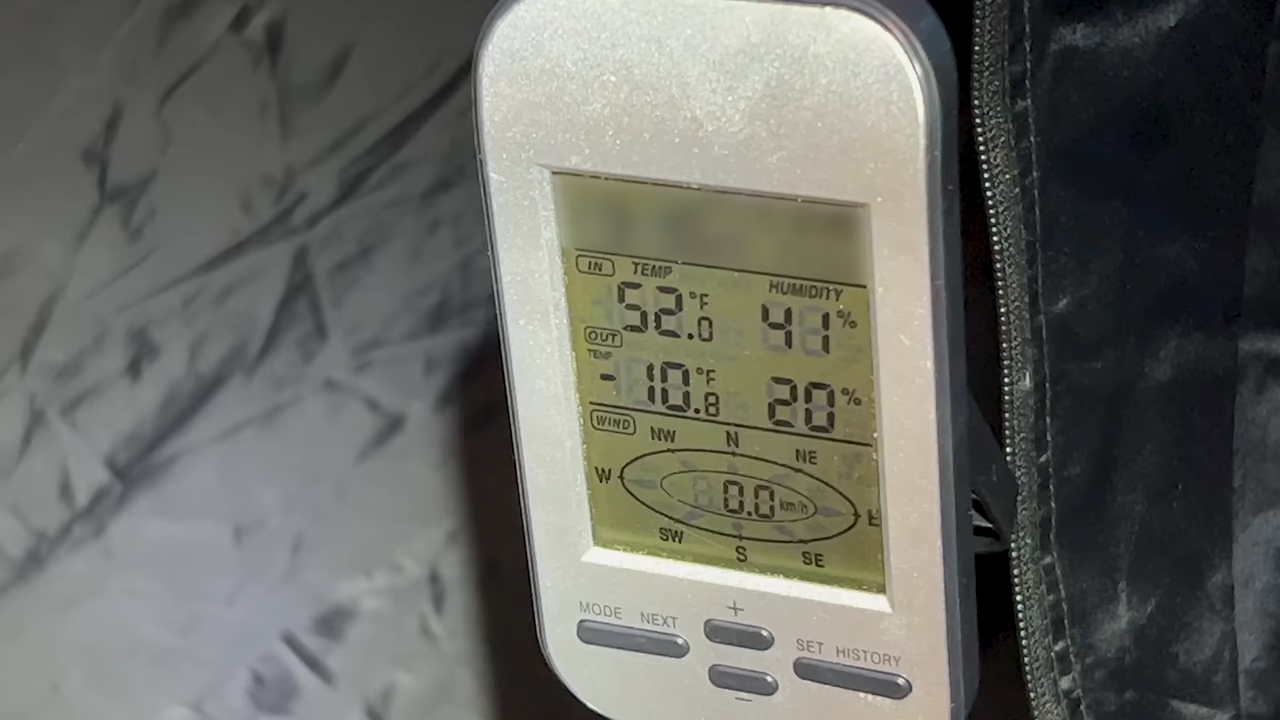 IN TEMP HUMIDITY
52.0 °F 41 %
OUT
TEMP
-10.8 °F 20 %
WIND
NW N NE
W 0.0 km/h E
SW S SE
MODE NEXT + SET HISTORY
−